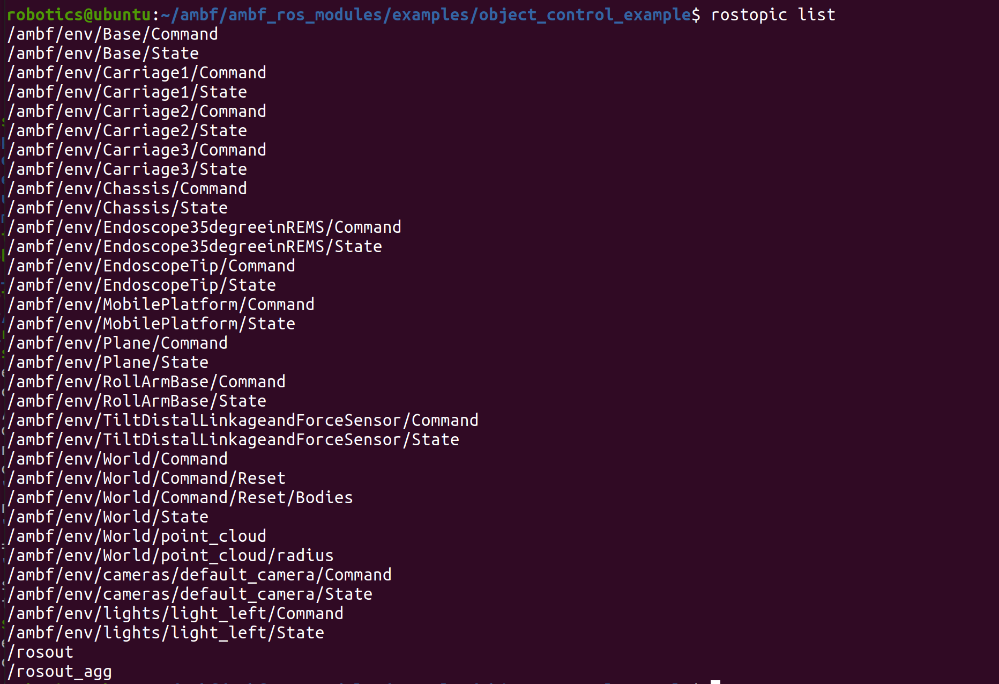 robotics@ubuntu:~/ambf/ambf_ros_modules/examples/object_control_example$ rostopic list
/ambf/env/Base/Command
/ambf/env/Base/State
/ambf/env/Carriage1/Command
/ambf/env/Carriage1/State
/ambf/env/Carriage2/Command
/ambf/env/Carriage2/State
/ambf/env/Carriage3/Command
/ambf/env/Carriage3/State
/ambf/env/Chassis/Command
/ambf/env/Chassis/State
/ambf/env/Endoscope35degreeinREMS/Command
/ambf/env/Endoscope35degreeinREMS/State
/ambf/env/EndoscopeTip/Command
/ambf/env/EndoscopeTip/State
/ambf/env/MobilePlatform/Command
/ambf/env/MobilePlatform/State
/ambf/env/Plane/Command
/ambf/env/Plane/State
/ambf/env/RollArmBase/Command
/ambf/env/RollArmBase/State
/ambf/env/TiltDistalLinkageandForceSensor/Command
/ambf/env/TiltDistalLinkageandForceSensor/State
/ambf/env/World/Command
/ambf/env/World/Command/Reset
/ambf/env/World/Command/Reset/Bodies
/ambf/env/World/State
/ambf/env/World/point_cloud
/ambf/env/World/point_cloud/radius
/ambf/env/cameras/default_camera/Command
/ambf/env/cameras/default_camera/State
/ambf/env/lights/light_left/Command
/ambf/env/lights/light_left/State
/rosout
/rosout_agg